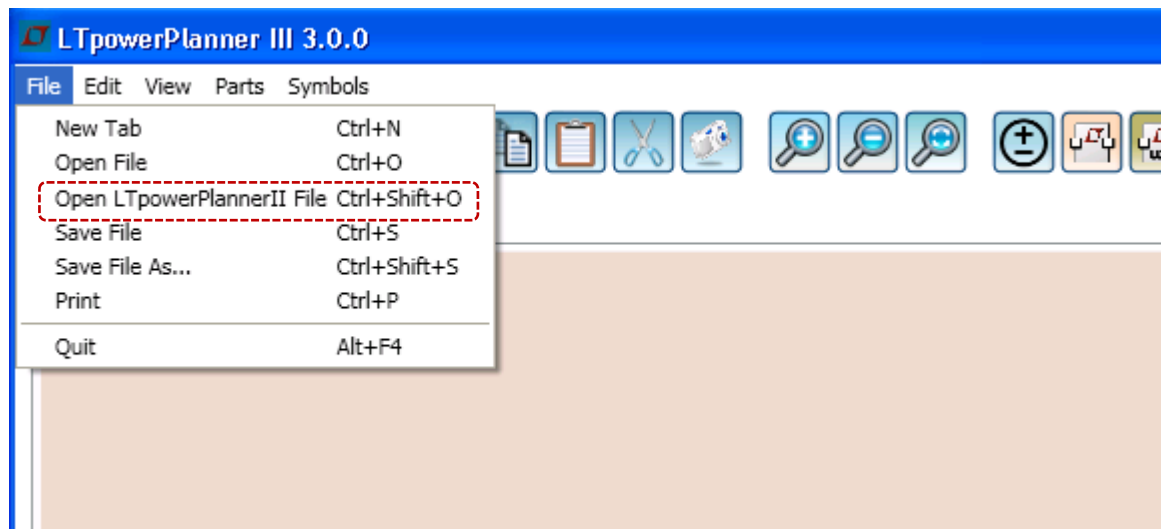 LTpowerPlanner III 3.0.0
File Edit View Parts Symbols
New Tab Ctrl+N
Open File Ctrl+O
Open LTpowerPlannerII File Ctrl+Shift+O
Save File Ctrl+S
Save File As... Ctrl+Shift+S
Print Ctrl+P
Quit Alt+F4